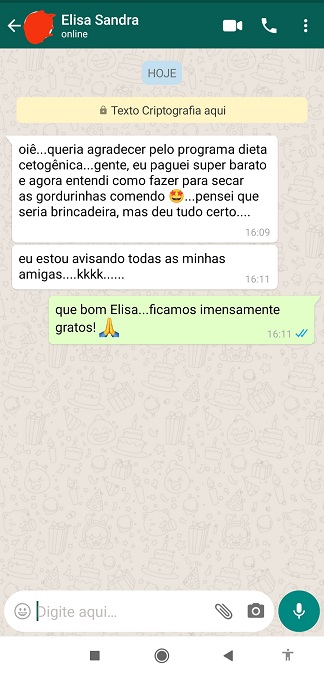 Elisa Sandra
online
HOJE
Texto Criptografia aqui
oiê...queria agradecer pelo programa dieta
cetogênica...gente, eu paguei super barato
e agora entendi como fazer para secar
as gordurinhas comendo 🤩...pensei que
seria brincadeira, mas deu tudo certo....
16:09
eu estou avisando todas as minhas
amigas....kkkk......
16:11
que bom Elisa...ficamos imensamente
gratos! 🙏
16:11
Digite aqui...